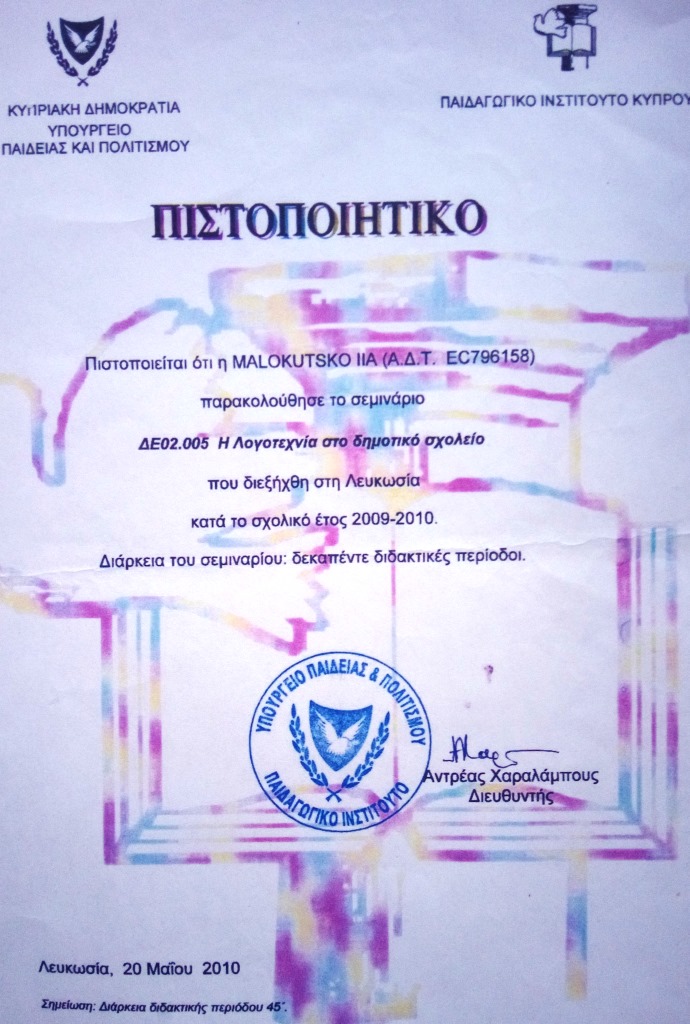 ΚΥΠΡΙΑΚΗ ΔΗΜΟΚΡΑΤΙΑ
ΥΠΟΥΡΓΕΙΟ
ΠΑΙΔΕΙΑΣ ΚΑΙ ΠΟΛΙΤΙΣΜΟΥ
ΠΑΙΔΑΓΩΓΙΚΟ ΙΝΣΤΙΤΟΥΤΟ ΚΥΠΡΟΥ
ΠΙΣΤΟΠΟΙΗΤΙΚΟ
Πιστοποιείται ότι η MALOKUTSKO IIA (Α.Δ.Τ. EC796158)
παρακολούθησε το σεμινάριο
ΔΕ02.005 Η Λογοτεχνία στο δημοτικό σχολείο
που διεξήχθη στη Λευκωσία
κατά το σχολικό έτος 2009-2010.
Διάρκεια του σεμιναρίου: δεκαπέντε διδακτικές περίοδοι.
ΥΠΟΥΡΓΕΙΟ ΠΑΙΔΕΙΑΣ & ΠΟΛΙΤΙΣΜΟΥ
ΠΑΙΔΑΓΩΓΙΚΟ ΙΝΣΤΙΤΟΥΤΟ
Αντρέας Χαραλάμπους
Διευθυντής
Λευκωσία, 20 Μαΐου 2010
Σημείωση: Διάρκεια διδακτικής περιόδου 45΄.